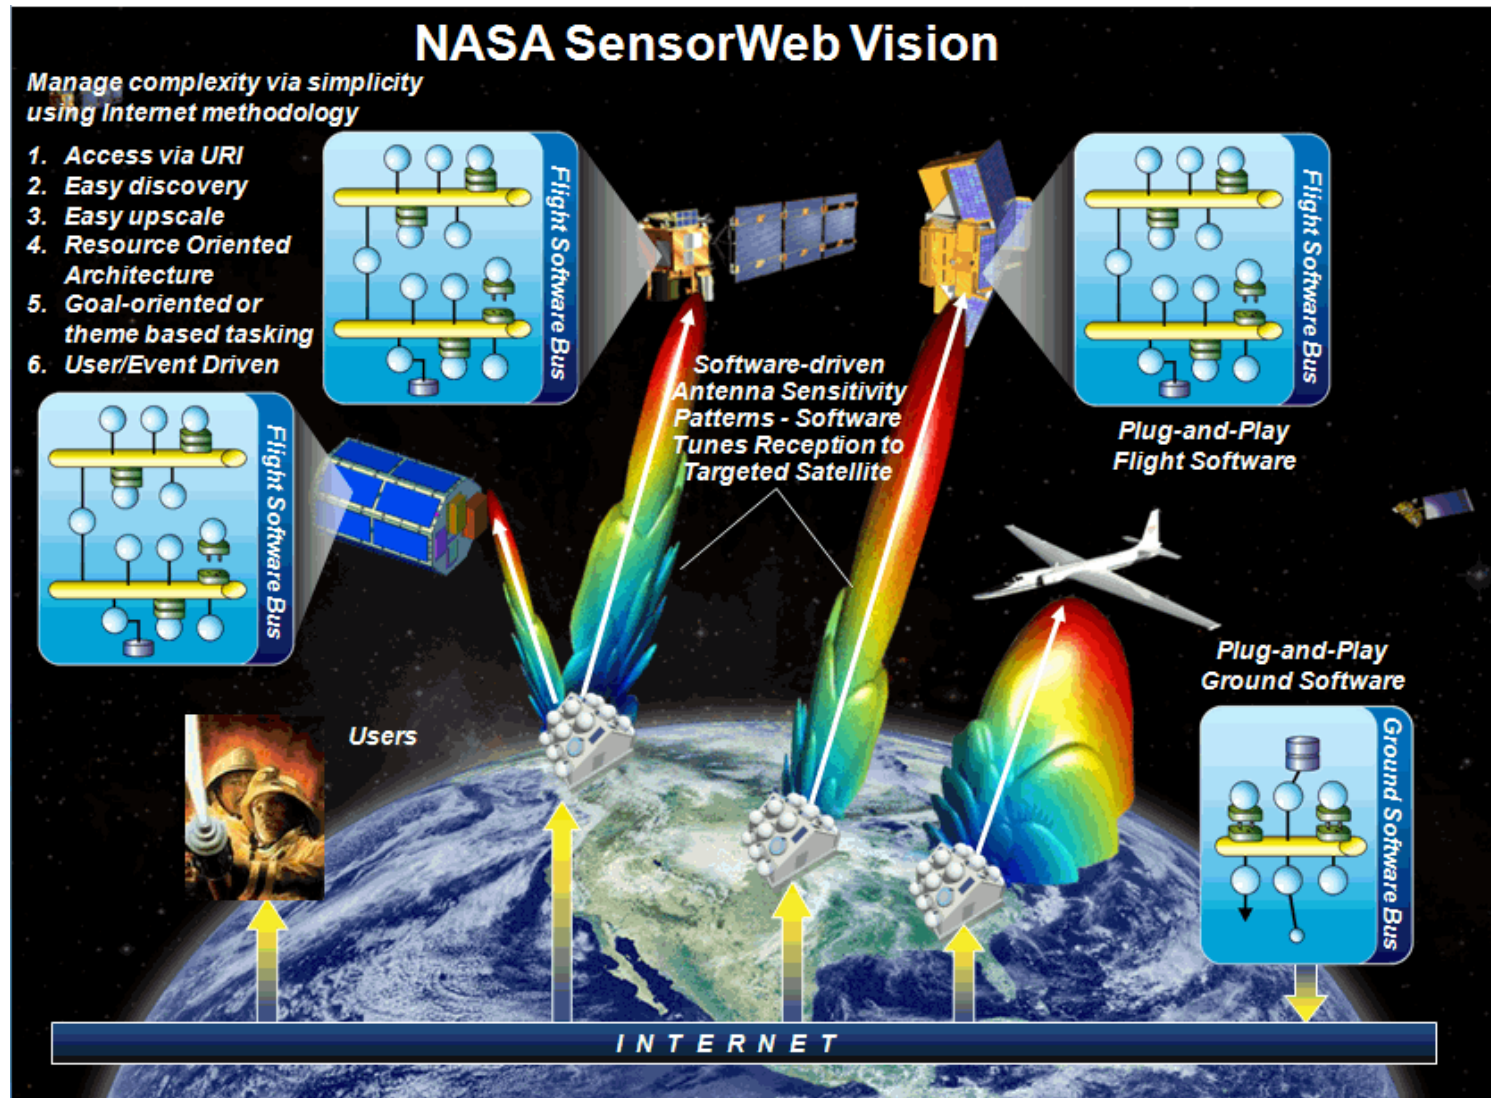 NASA SensorWeb Vision
Manage complexity via simplicity
using Internet methodology
1. Access via URI
2. Easy discovery
3. Easy upscale
4. Resource Oriented
Architecture
5. Goal-oriented or
theme based tasking
6. User/Event Driven
Flight Software Bus
Flight Software Bus
Flight Software Bus
Software-driven
Antenna Sensitivity
Patterns - Software
Tunes Reception to
Targeted Satellite
Plug-and-Play
Flight Software
Plug-and-Play
Ground Software
Ground Software Bus
Users
INTERNET